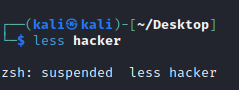 ┌──(kali㉿kali)-[~/Desktop]
└─$ less hacker
zsh: suspended  less hacker